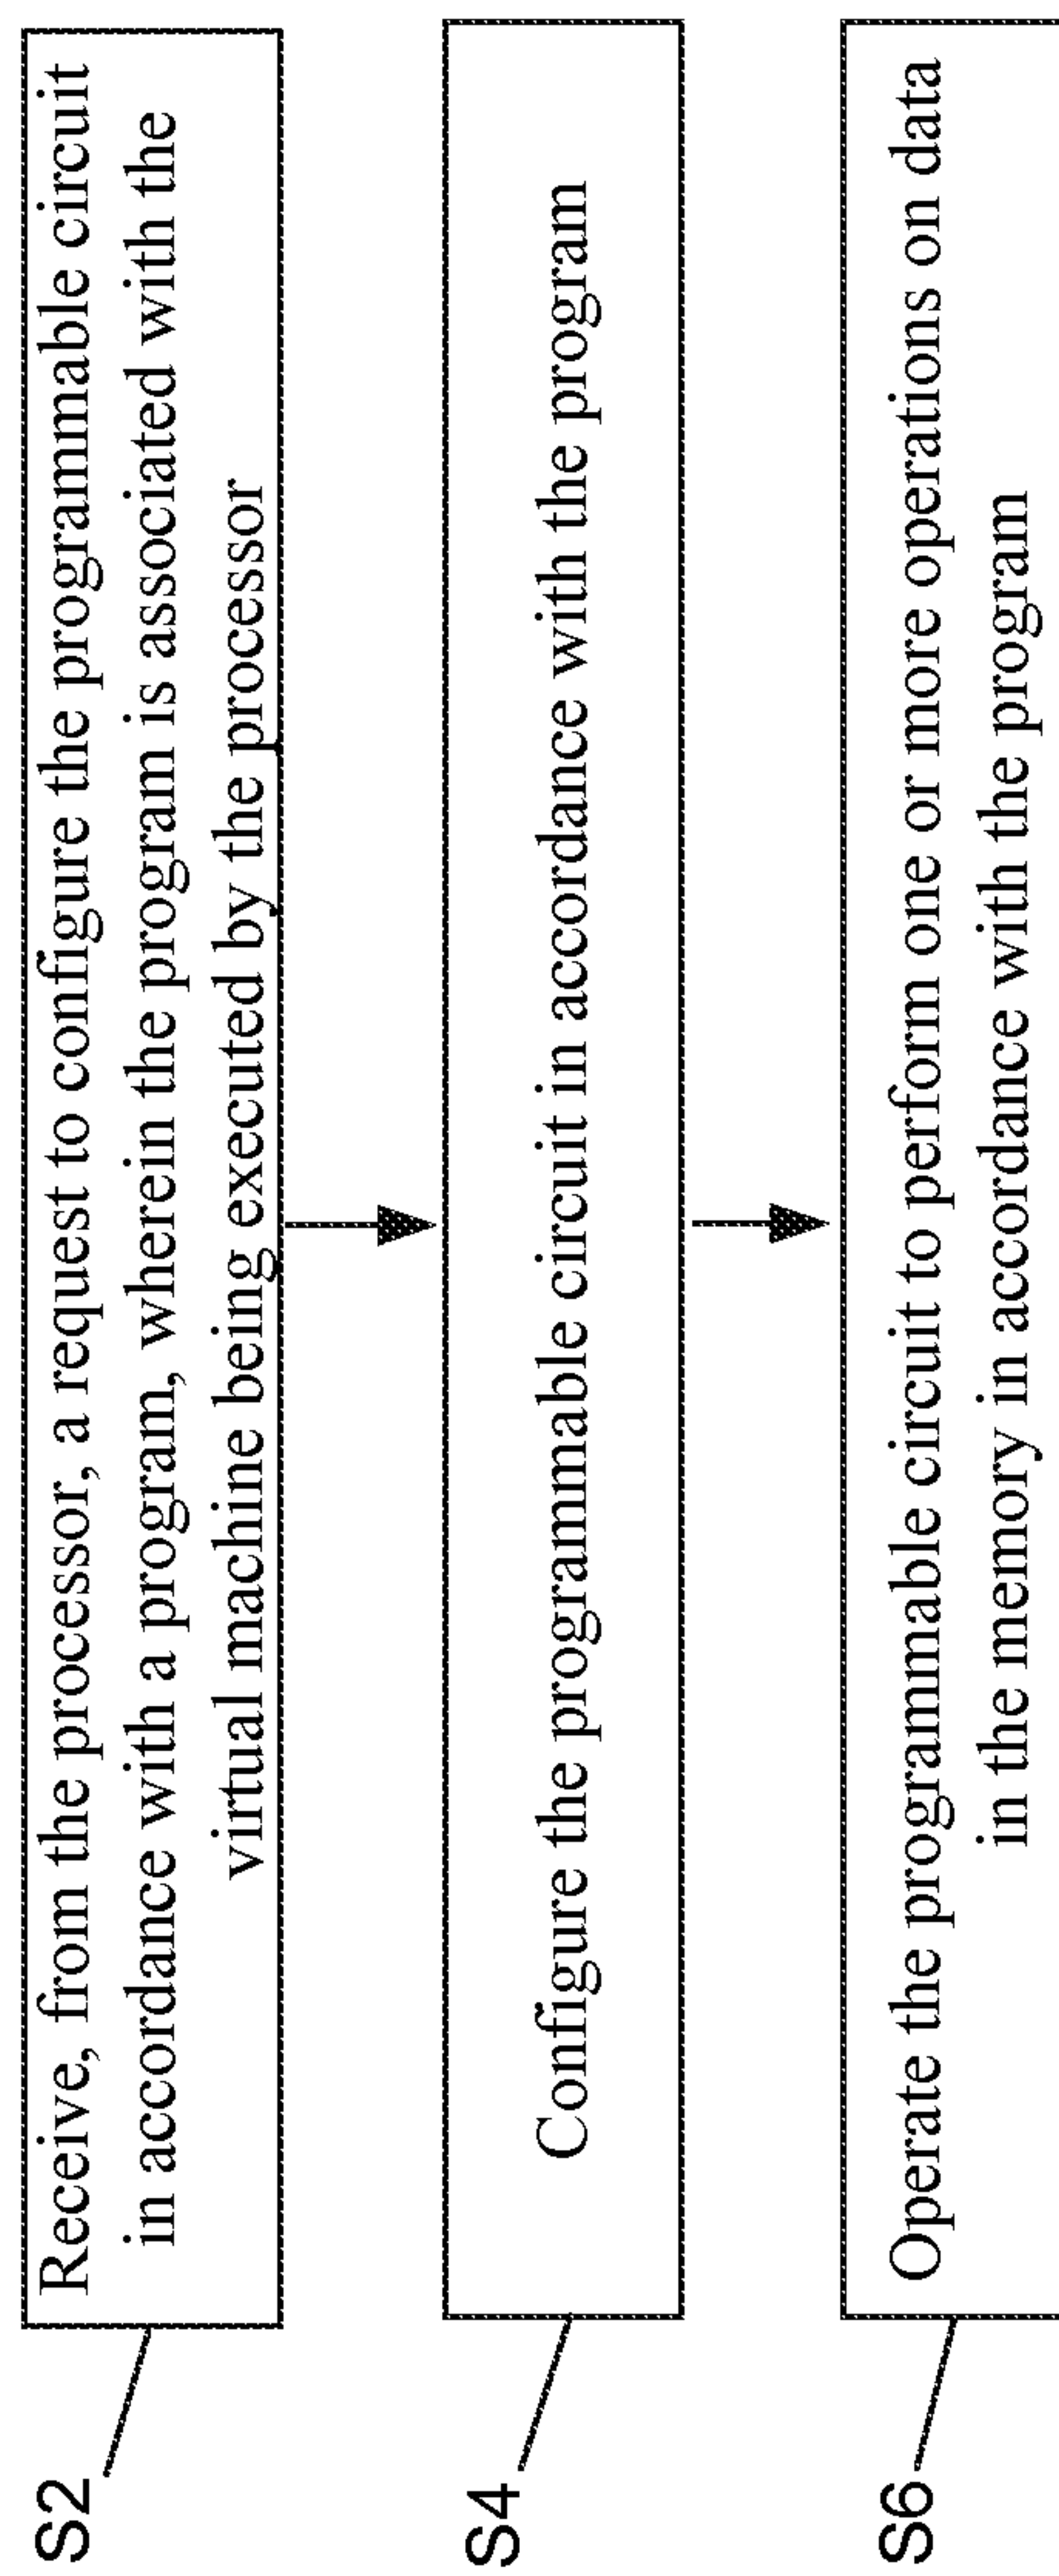 S2
Receive, from the processor, a request to configure the programmable circuit
in accordance with a program, wherein the program is associated with the
virtual machine being executed by the processor
S4
Configure the programmable circuit in accordance with the program
S6
Operate the programmable circuit to perform one or more operations on data
in the memory in accordance with the program